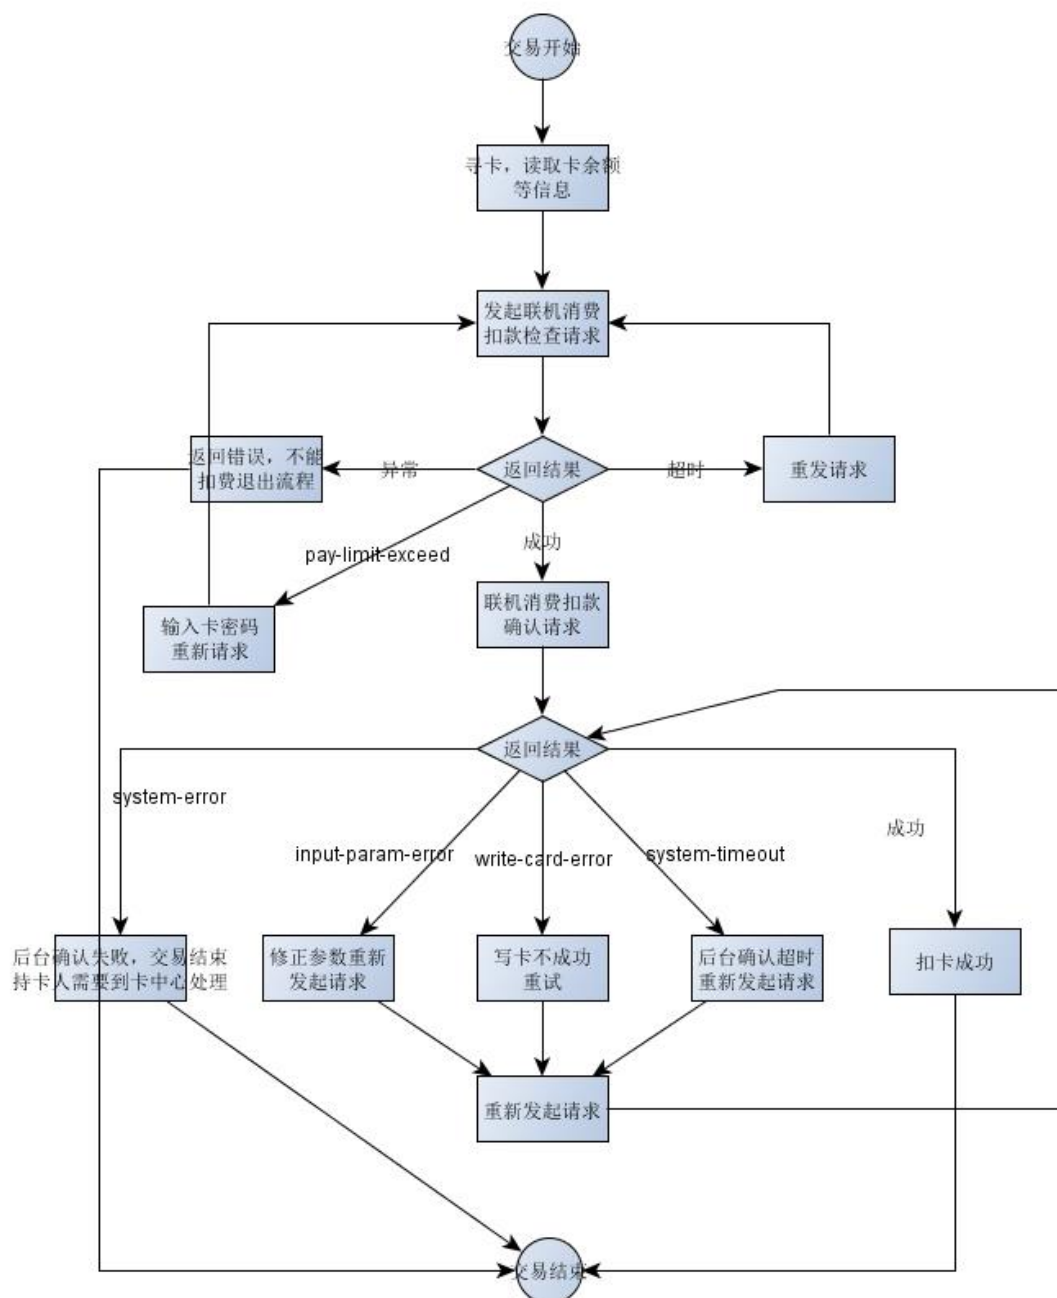 交易开始
寻卡，读取卡余额
等信息
发起联机消费
扣款检查请求
返回错误，不能
扣费退出流程
异常
返回结果
超时
重发请求
pay-limit-exceed
成功
输入卡密码
重新请求
联机消费扣款
确认请求
返回结果
system-error
input-param-error
write-card-error
system-timeout
成功
后台确认失败，交易结束
持卡人需要到卡中心处理
修正参数重新
发起请求
写卡不成功
重试
后台确认超时
重新发起请求
扣卡成功
重新发起请求
交易结束